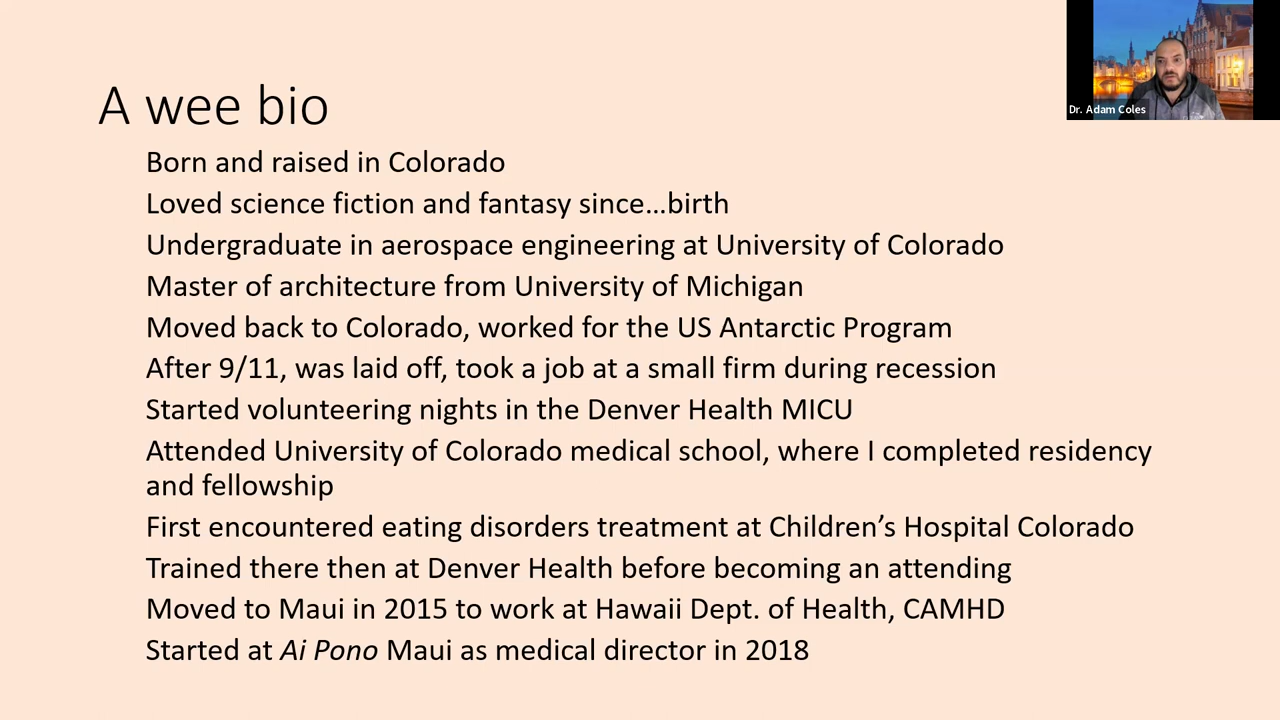 A wee bio
Dr. Adam Coles
Born and raised in Colorado
Loved science fiction and fantasy since…birth
Undergraduate in aerospace engineering at University of Colorado
Master of architecture from University of Michigan
Moved back to Colorado, worked for the US Antarctic Program
After 9/11, was laid off, took a job at a small firm during recession
Started volunteering nights in the Denver Health MICU
Attended University of Colorado medical school, where I completed residency
and fellowship
First encountered eating disorders treatment at Children’s Hospital Colorado
Trained there then at Denver Health before becoming an attending
Moved to Maui in 2015 to work at Hawaii Dept. of Health, CAMHD
Started at Ai Pono Maui as medical director in 2018